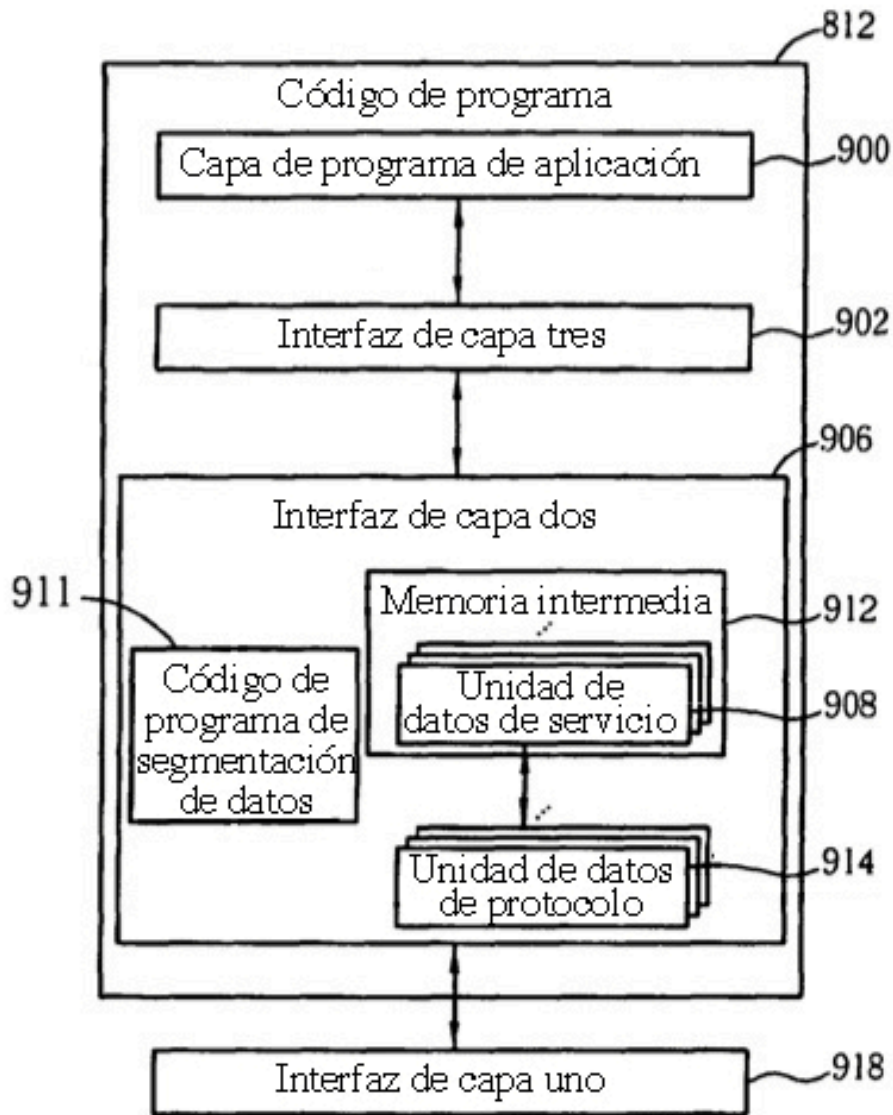 812
Código de programa
Capa de programa de aplicación
900
Interfaz de capa tres
902
906
Interfaz de capa dos
911
Memoria intermedia
912
Código de
programa de
segmentación
de datos
Unidad de
datos de servicio
908
Unidad de datos
de protocolo
914
Interfaz de capa uno
918